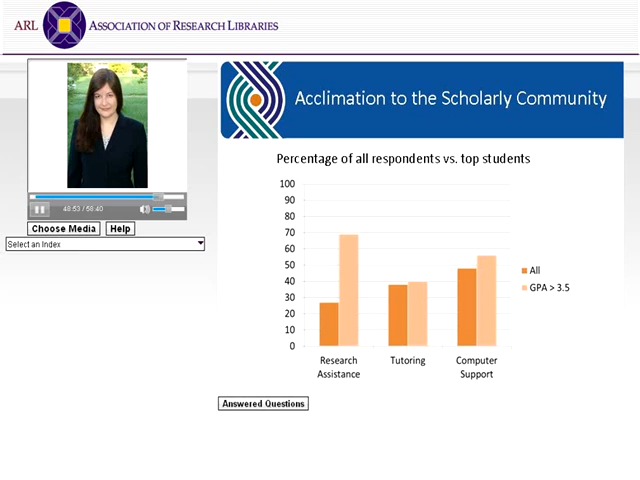 ARL ASSOCIATION OF RESEARCH LIBRARIES
Acclimation to the Scholarly Community
Percentage of all respondents vs. top students
48:53 / 58:40
Choose Media
Help
Select an Index
100
90
80
70
60
50
40
30
20
10
0
Research
Assistance
Tutoring
Computer
Support
All
GPA > 3.5
Answered Questions